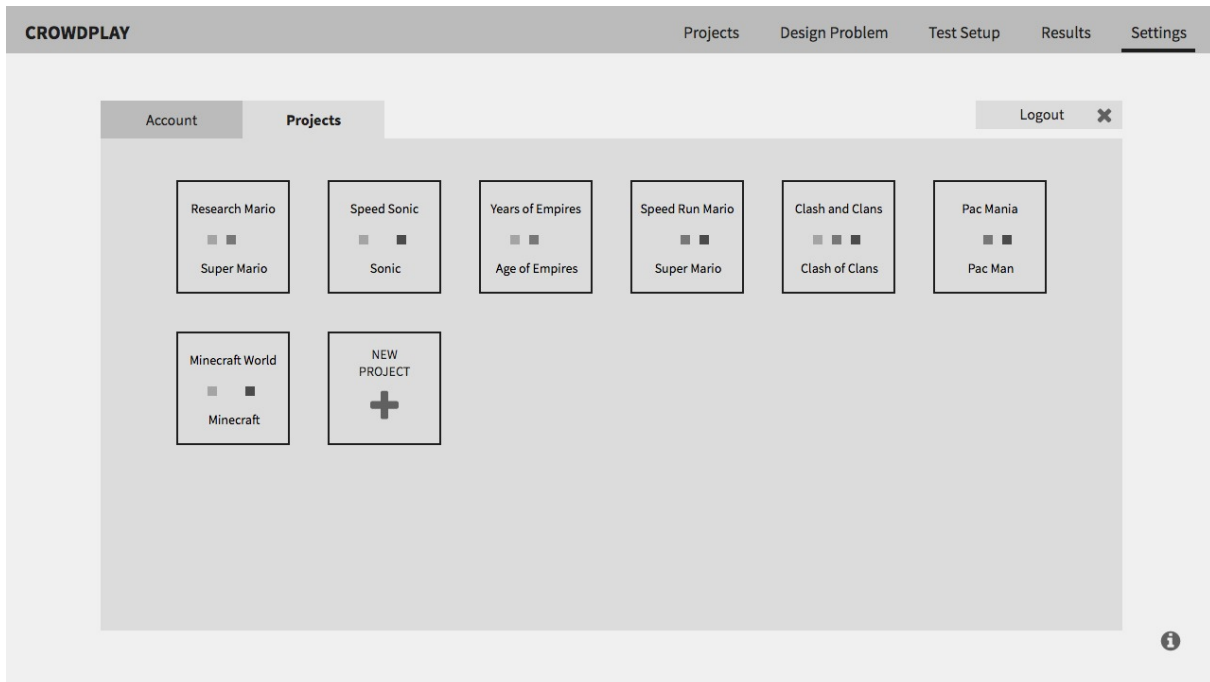 CROWDPLAY
Projects Design Problem Test Setup Results Settings
Account Projects Logout
Research Mario Speed Sonic Years of Empires Speed Run Mario Clash and Clans Pac Mania
Super Mario Sonic Age of Empires Super Mario Clash of Clans Pac Man
Minecraft World
Minecraft
NEW
PROJECT